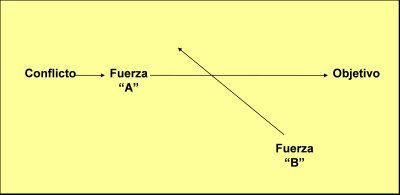 Conflicto Fuerza Objetivo
“A”
Fuerza
“B”